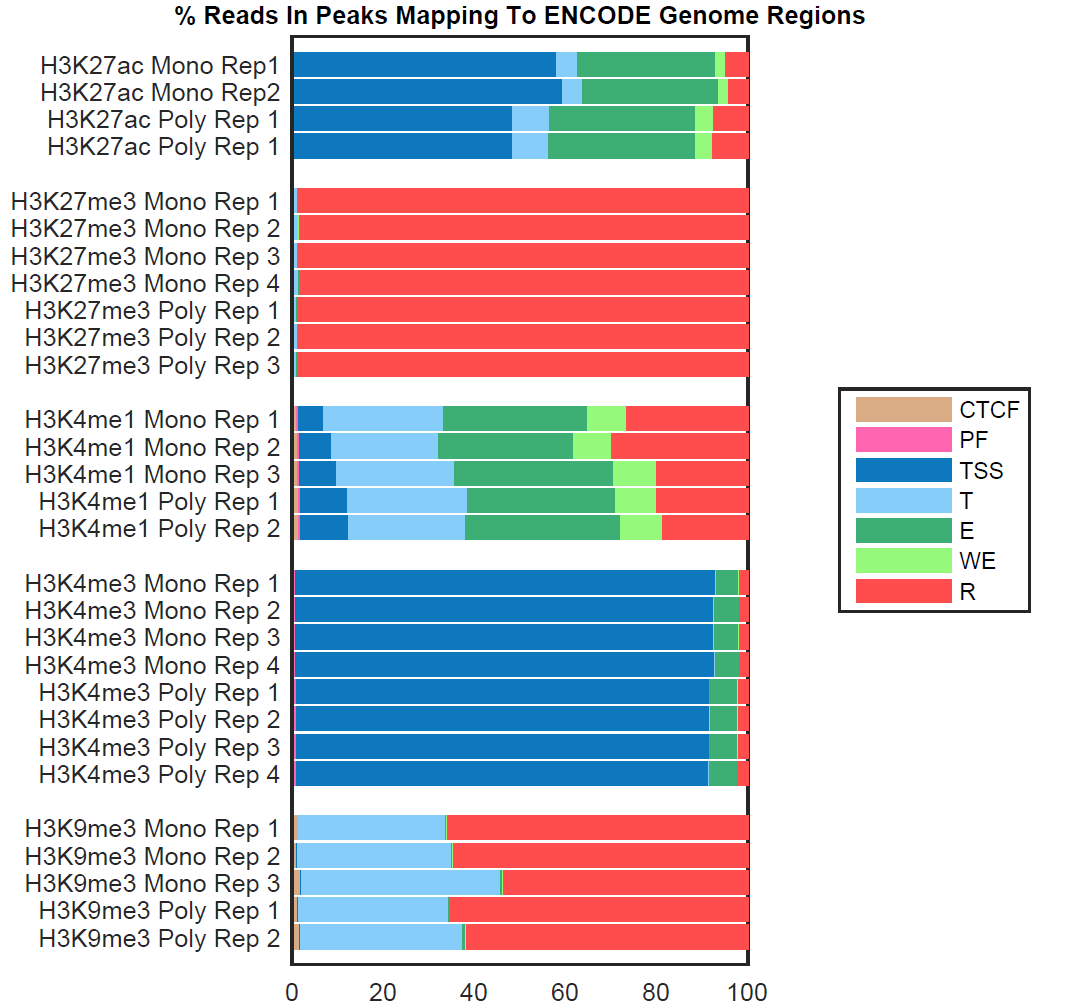 % Reads In Peaks Mapping To ENCODE Genome Regions
H3K27ac Mono Rep1
H3K27ac Mono Rep2
H3K27ac Poly Rep 1
H3K27ac Poly Rep 1
H3K27me3 Mono Rep 1
H3K27me3 Mono Rep 2
H3K27me3 Mono Rep 3
H3K27me3 Mono Rep 4
H3K27me3 Poly Rep 1
H3K27me3 Poly Rep 2
H3K27me3 Poly Rep 3
H3K4me1 Mono Rep 1
H3K4me1 Mono Rep 2
H3K4me1 Mono Rep 3
H3K4me1 Poly Rep 1
H3K4me1 Poly Rep 2
H3K4me3 Mono Rep 1
H3K4me3 Mono Rep 2
H3K4me3 Mono Rep 3
H3K4me3 Mono Rep 4
H3K4me3 Poly Rep 1
H3K4me3 Poly Rep 2
H3K4me3 Poly Rep 3
H3K4me3 Poly Rep 4
H3K9me3 Mono Rep 1
H3K9me3 Mono Rep 2
H3K9me3 Mono Rep 3
H3K9me3 Poly Rep 1
H3K9me3 Poly Rep 2
0 20 40 60 80 100
CTCF
PF
TSS
T
E
WE
R